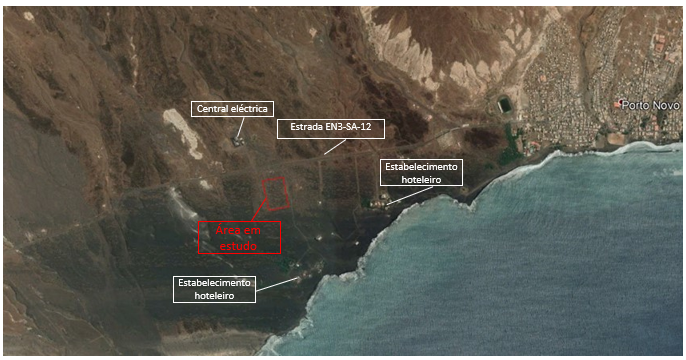 Central eléctrica
Estrada EN3-SA-12
Porto Novo
Estabelecimento
hoteleiro
Área em
estudo
Estabelecimento
hoteleiro